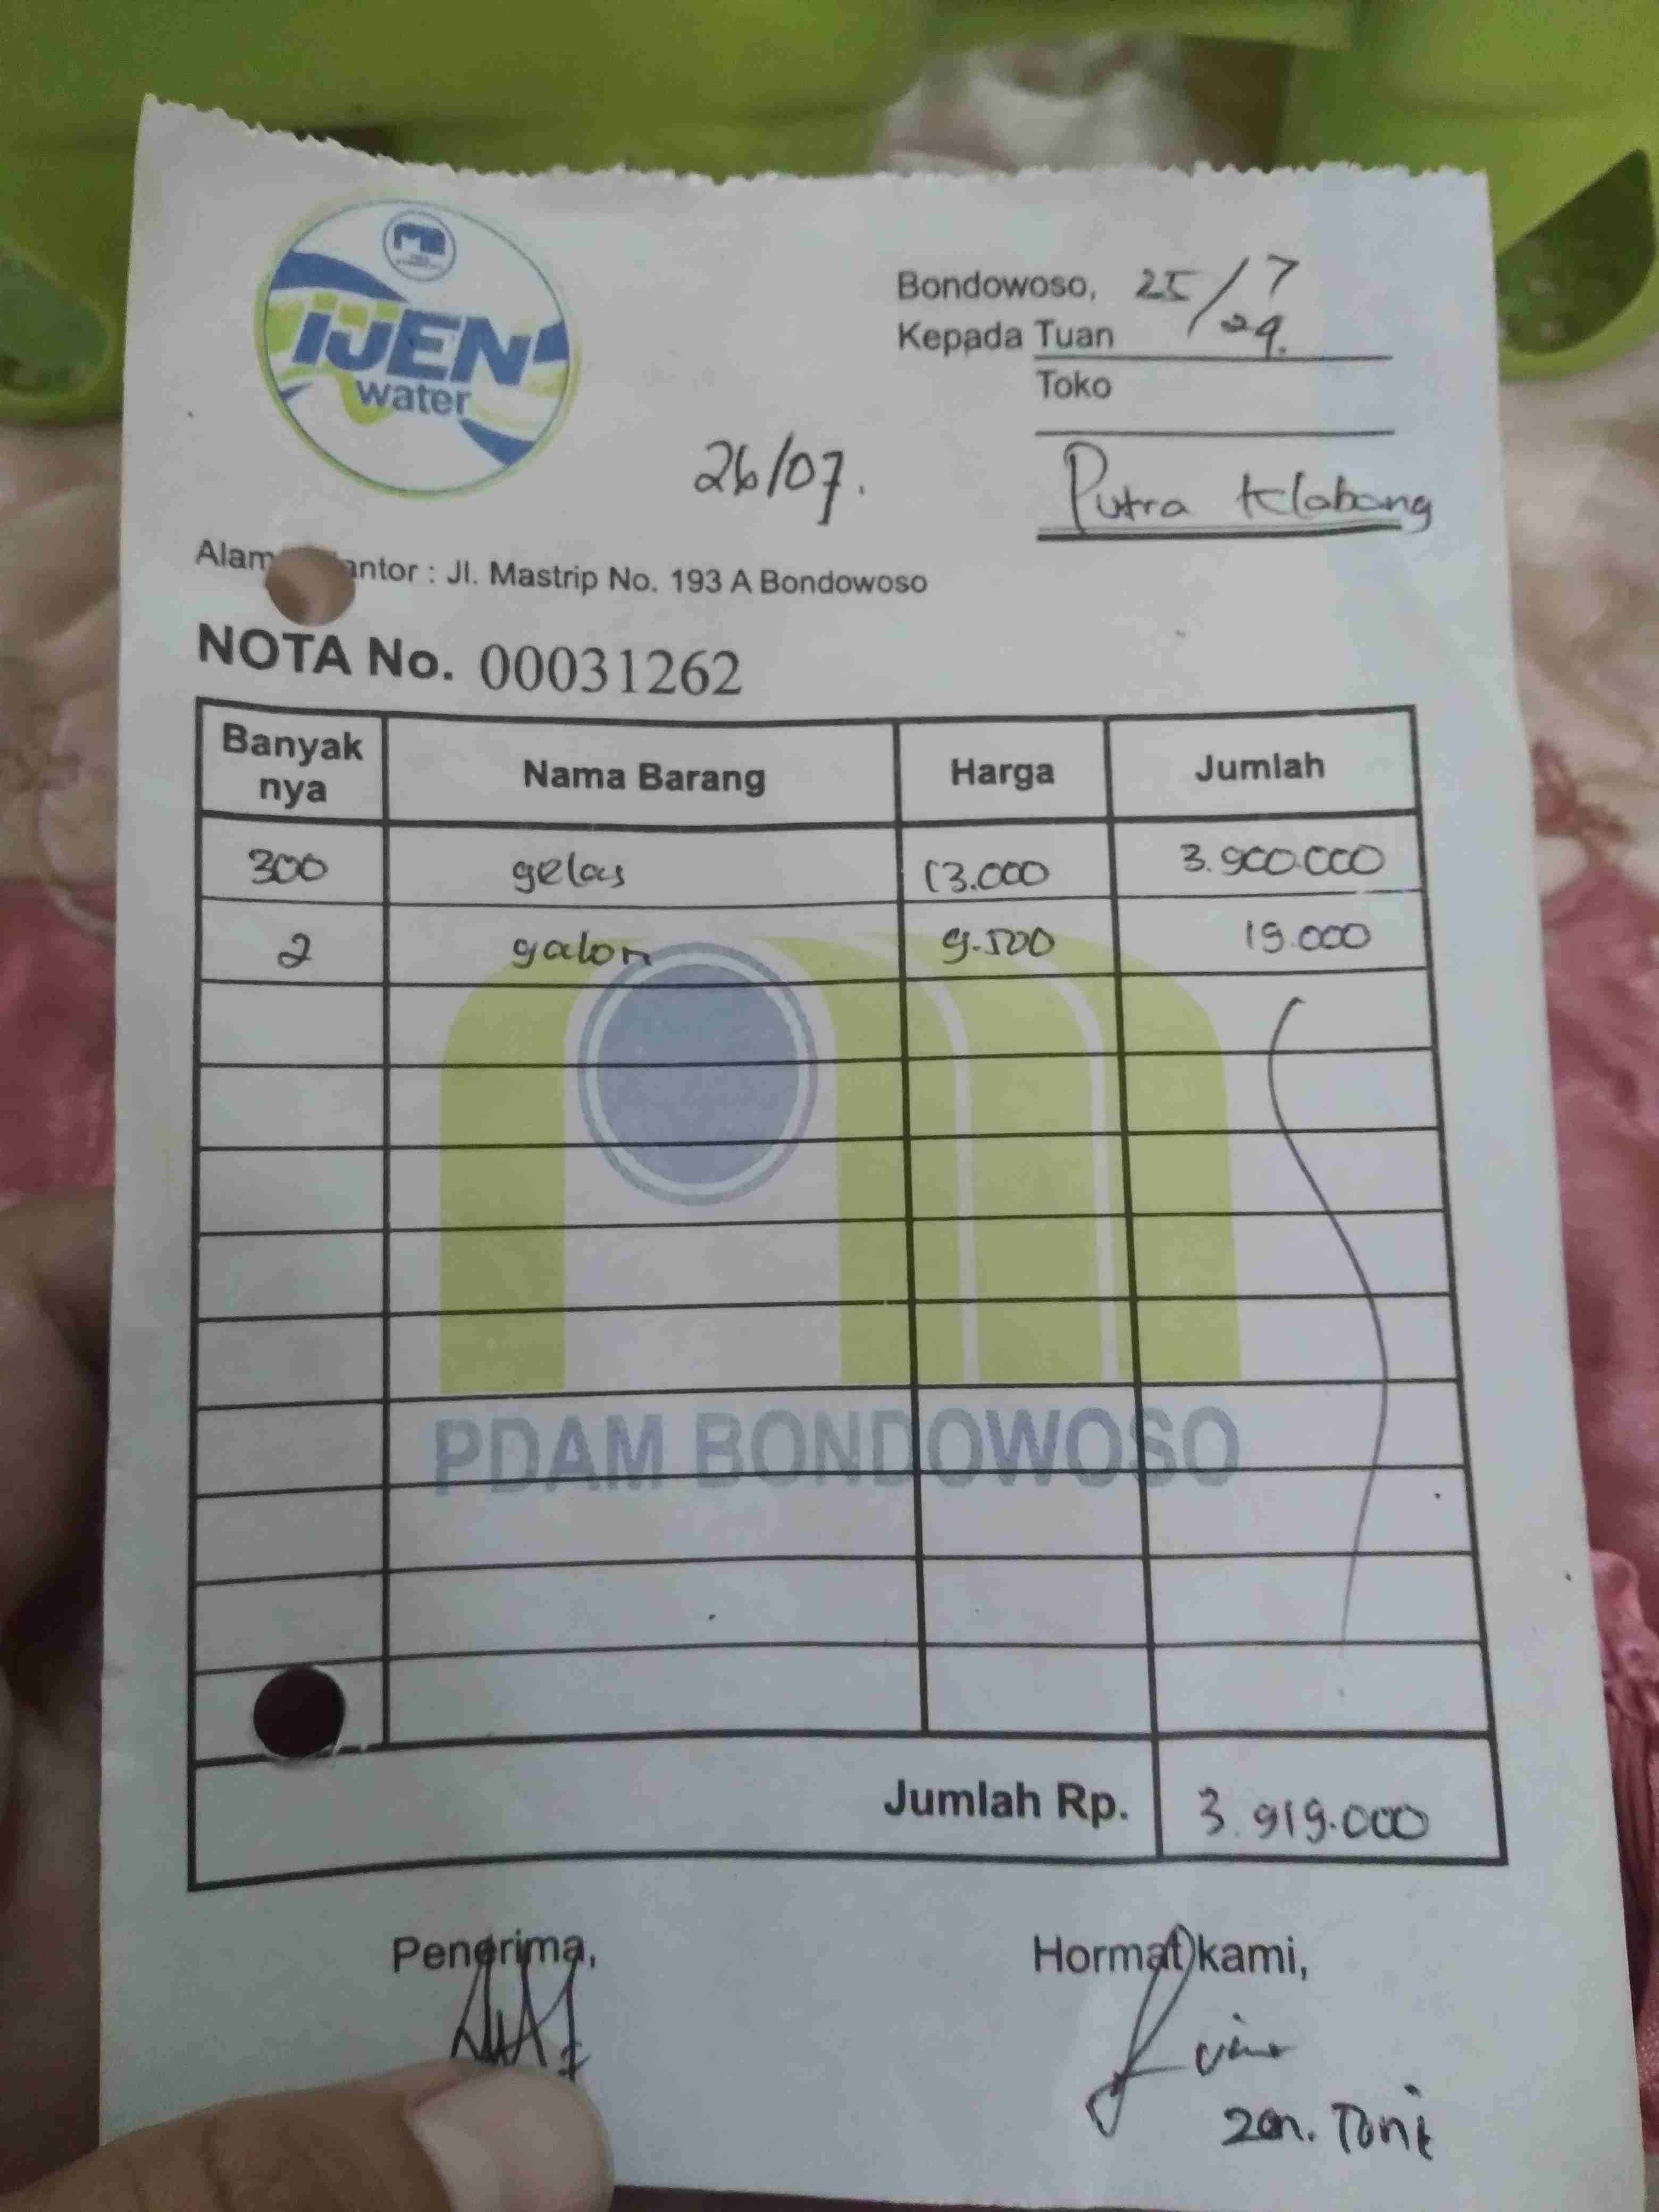 IJEN
water
Bondowoso, 25/7
24.
Kepada Tuan
Toko
26/07.
Putra Klabang
Alam antor : Jl. Mastrip No. 193 A Bondowoso
NOTA No. 00031262
Banyak nya Nama Barang Harga Jumlah
300 gelas 13.000 3.900.000
2 galon 9.500 19.000
PDAM BONDOWOSO
Jumlah Rp. 3.919.000
Penerima, Hormat kami,
Toni